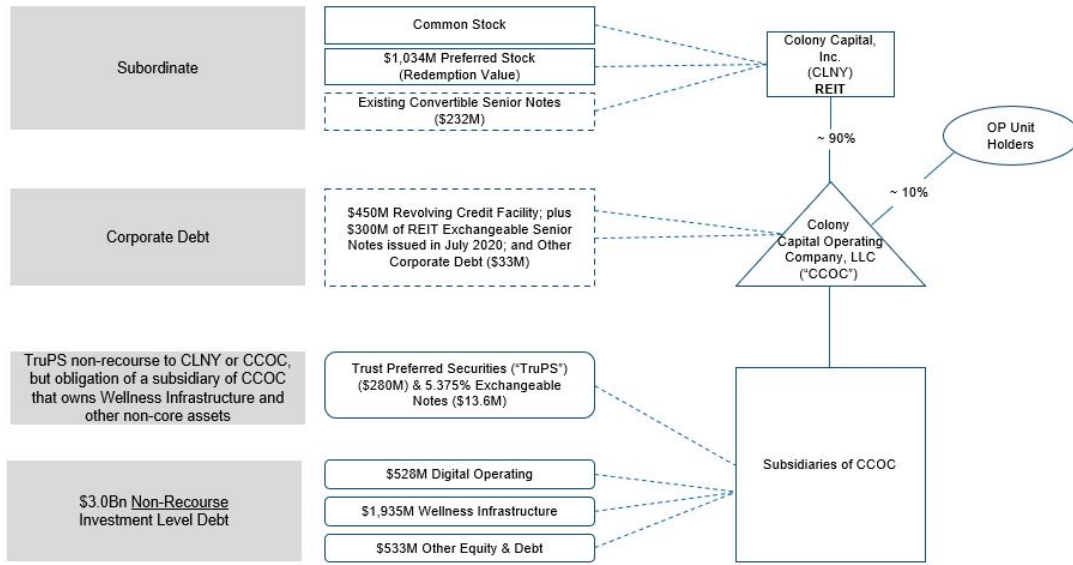 Subordinate
Common Stock
$1,034M Preferred Stock
(Redemption Value)
Existing Convertible Senior Notes
($232M)
Colony Capital,
Inc.
(CLNY)
REIT
~ 90%
OP Unit
Holders
~ 10%
Corporate Debt
$450M Revolving Credit Facility; plus
$300M of REIT Exchangeable Senior
Notes issued in July 2020; and Other
Corporate Debt ($33M)
Colony
Capital Operating
Company, LLC
(“CCOC”)
TruPS non-recourse to CLNY or CCOC,
but obligation of a subsidiary of CCOC
that owns Wellness Infrastructure and
other non-core assets
Trust Preferred Securities (“TruPS”)
($280M) & 5.375% Exchangeable
Notes ($13.6M)
Subsidiaries of CCOC
$3.0Bn Non-Recourse
Investment Level Debt
$528M Digital Operating
$1,935M Wellness Infrastructure
$533M Other Equity & Debt